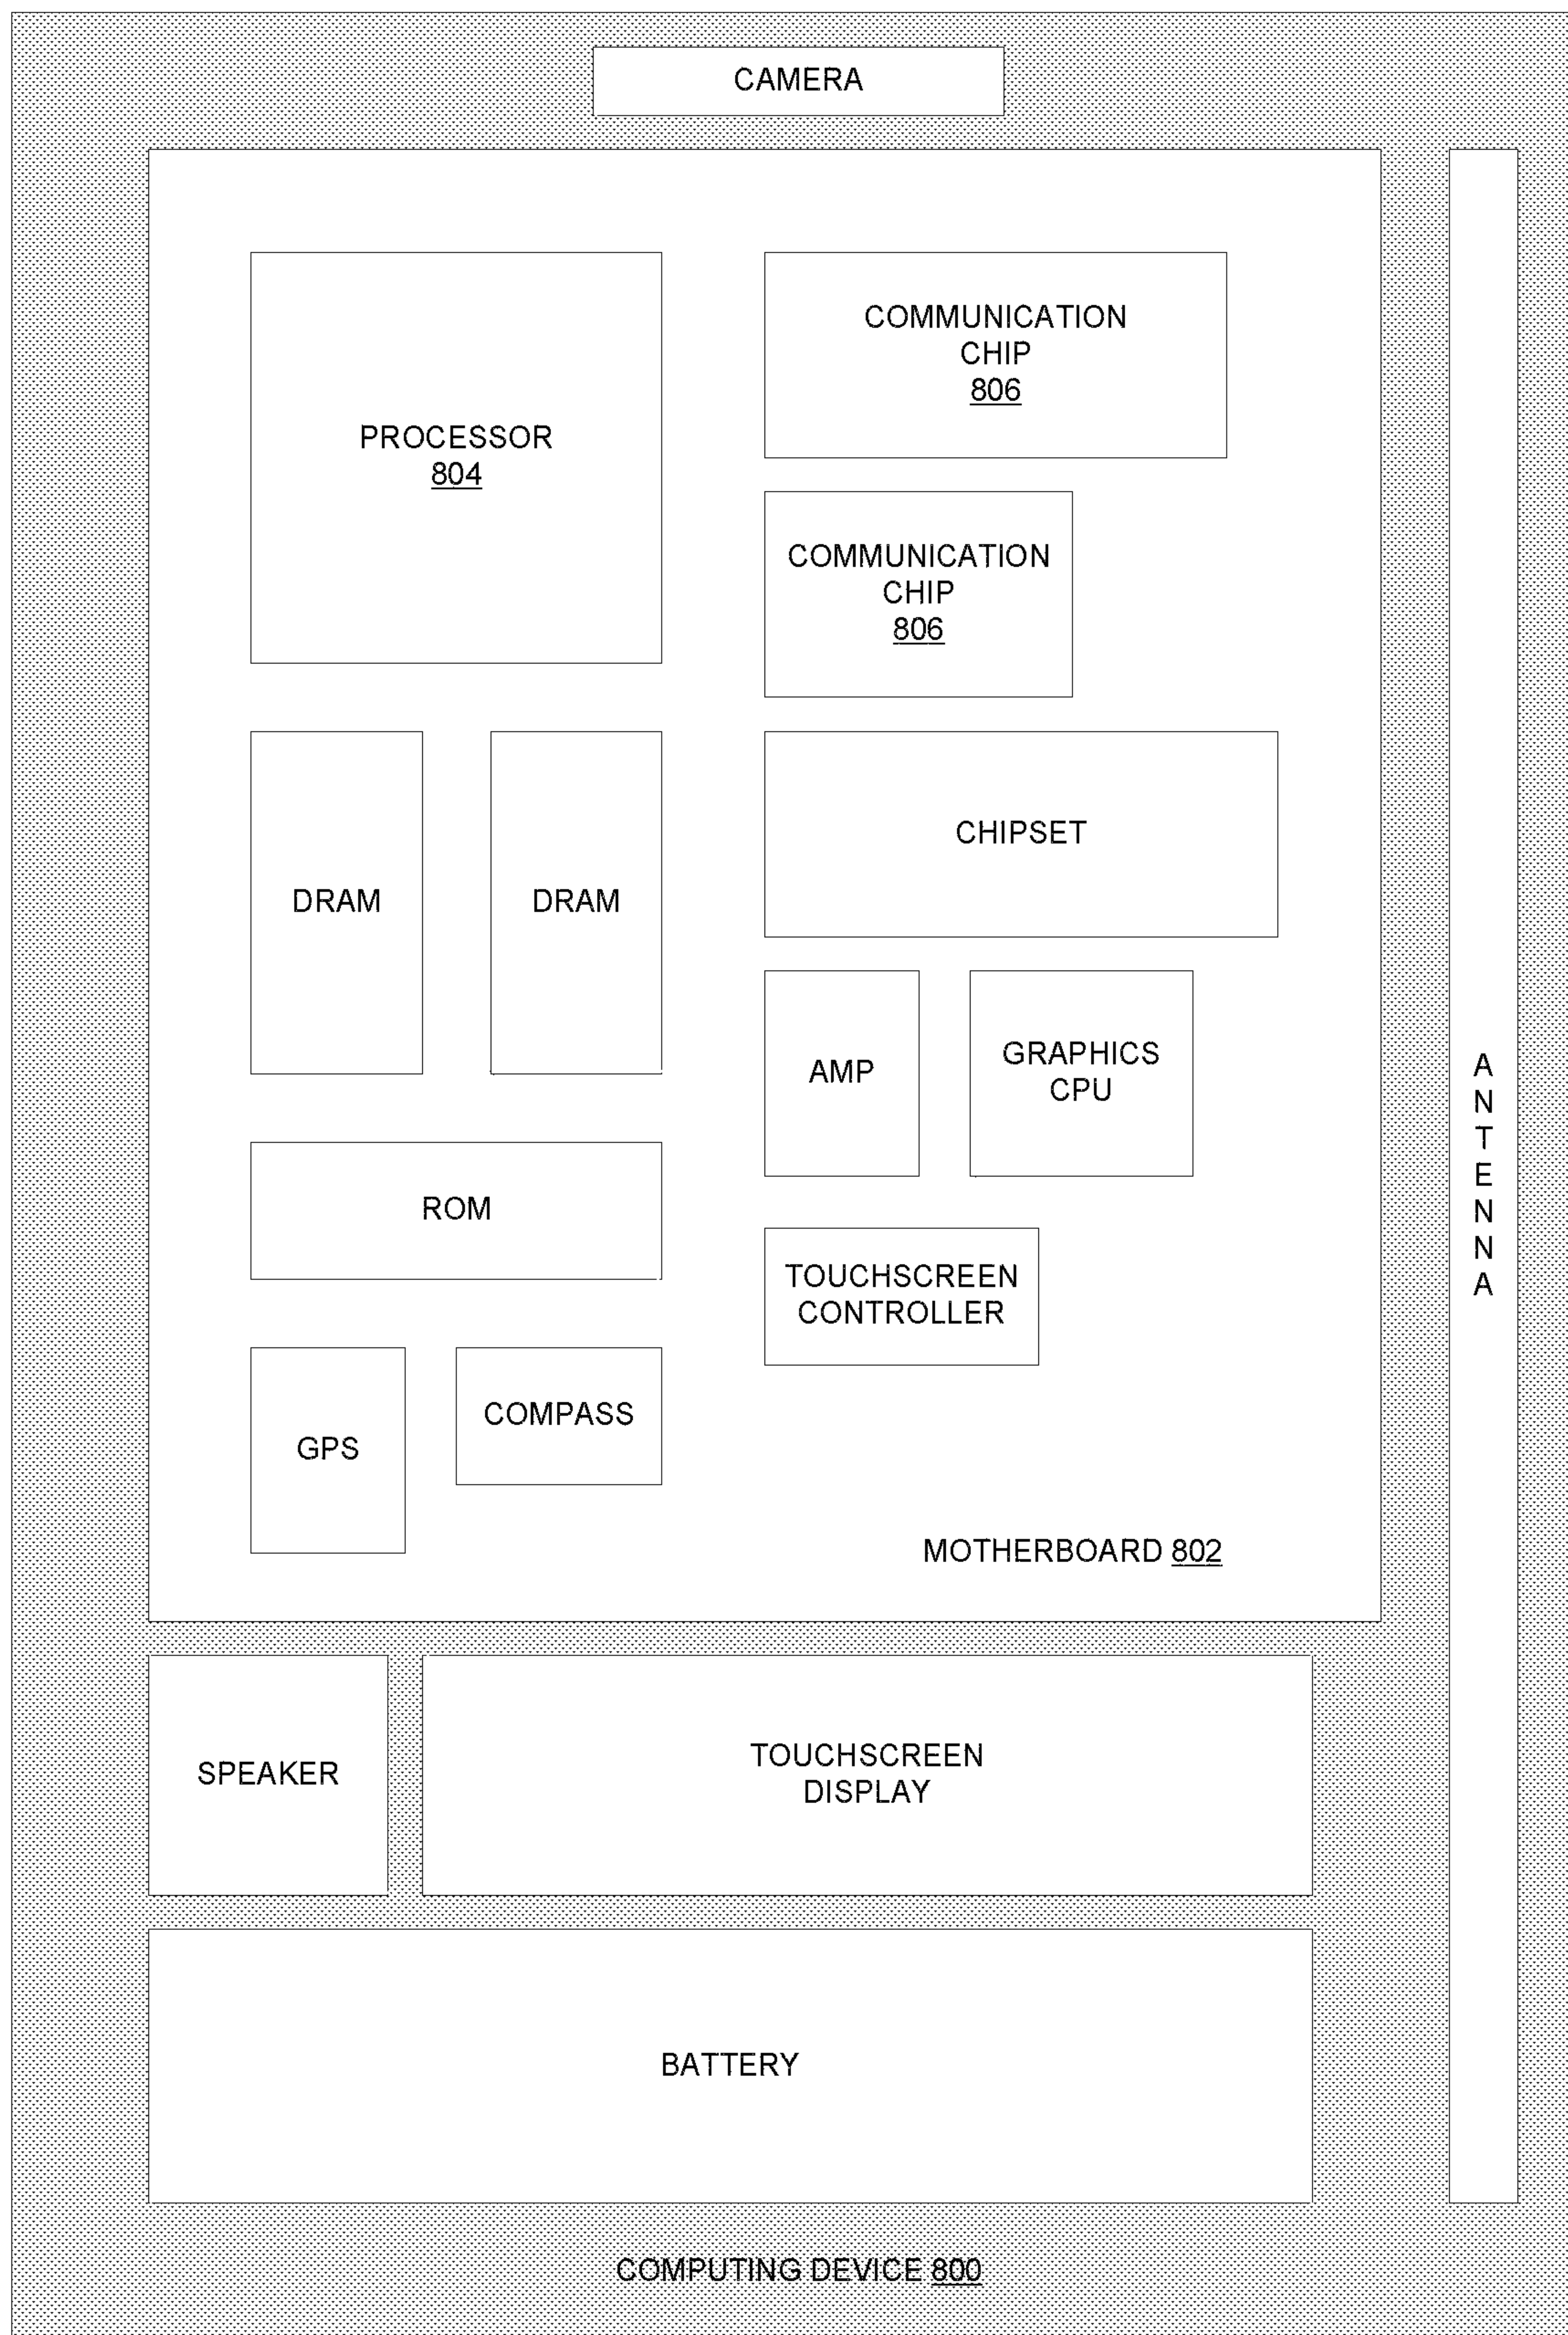 CAMERA
PROCESSOR
804
COMMUNICATION
CHIP
806
COMMUNICATION
CHIP
806
DRAM
DRAM
CHIPSET
AMP
GRAPHICS
CPU
ROM
TOUCHSCREEN
CONTROLLER
GPS
COMPASS
MOTHERBOARD 802
A
N
T
E
N
N
A
SPEAKER
TOUCHSCREEN
DISPLAY
BATTERY
COMPUTING DEVICE 800